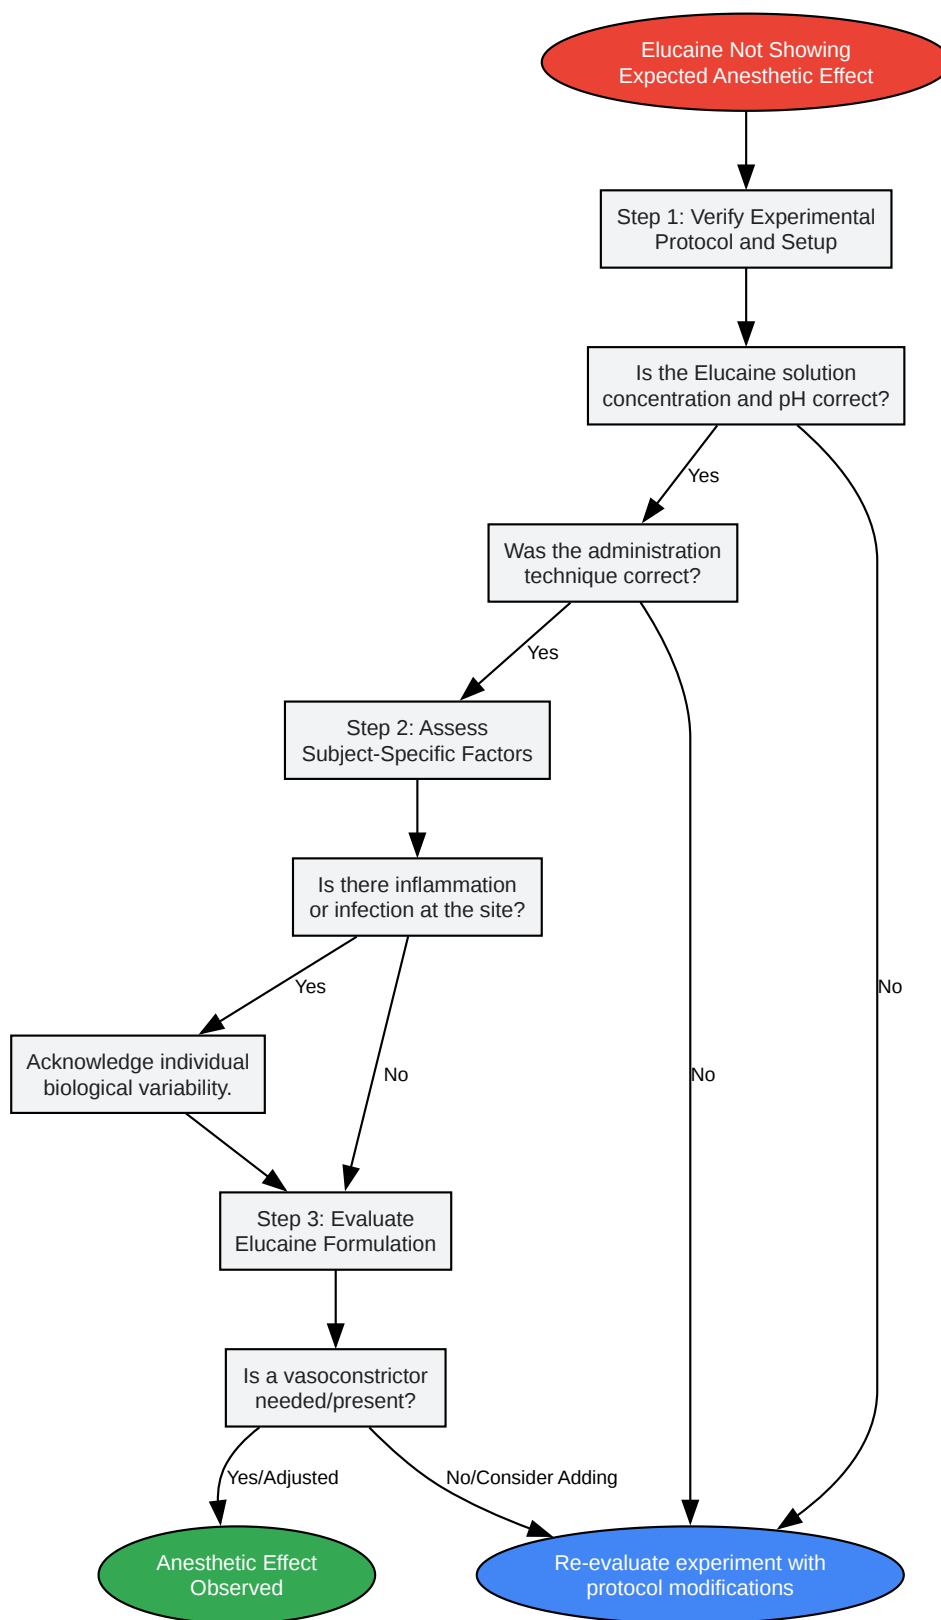 Elucaine Not Showing
Expected Anesthetic Effect
Step 1: Verify Experimental
Protocol and Setup
Is the Elucaine solution
concentration and pH correct?
Yes
Was the administration
technique correct?
Yes
Step 2: Assess
Subject-Specific Factors
Is there inflammation
or infection at the site?
Yes
No
Acknowledge individual
biological variability.
No
No
Step 3: Evaluate
Elucaine Formulation
Is a vasoconstrictor
needed/present?
Yes/Adjusted
No/Consider Adding
Anesthetic Effect
Observed
Re-evaluate experiment with
protocol modifications